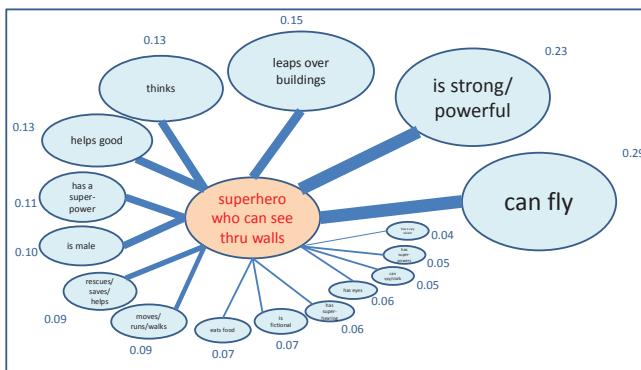 0.15
0.13
0.23
leaps over
buildings
thinks
is strong/
powerful
0.13
helps good
0.29
has a
super-
power
superhero
who can see
thru walls
can fly
0.11
is male
0.04
0.10
has
super-
powers
0.05
rescues/
saves/
helps
can
0.05
has eyes
0.06
moves/
runs/walks
has
super-
hearing
0.09
eats food
is
fictional
0.06
0.09
0.07
0.07